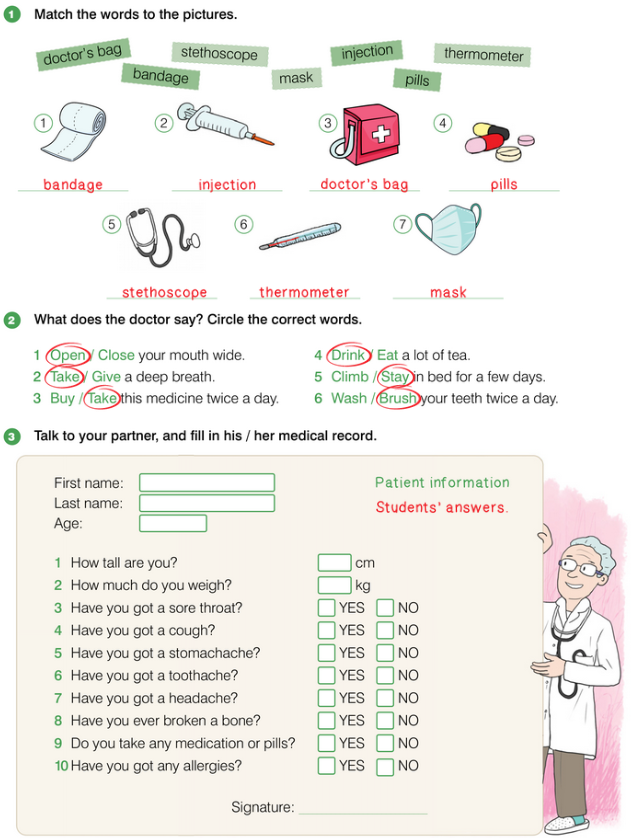 1 Match the words to the pictures.
doctor's bag stethoscope injection thermometer
bandage mask pills
1 2 3 4
bandage injection doctor's bag pills
5 6 7
stethoscope thermometer mask
2 What does the doctor say? Circle the correct words.
1 Open / Close your mouth wide.
2 Take / Give a deep breath.
3 Buy / Take this medicine twice a day.
4 Drink / Eat a lot of tea.
5 Climb / Stay in bed for a few days.
6 Wash / Brush your teeth twice a day.
3 Talk to your partner, and fill in his / her medical record.
First name:
Last name:
Age:
Patient information
Students' answers.
1 How tall are you? cm
2 How much do you weigh? kg
3 Have you got a sore throat? YES NO
4 Have you got a cough? YES NO
5 Have you got a stomachache? YES NO
6 Have you got a toothache? YES NO
7 Have you got a headache? YES NO
8 Have you ever broken a bone? YES NO
9 Do you take any medication or pills? YES NO
10 Have you got any allergies? YES NO
Signature: